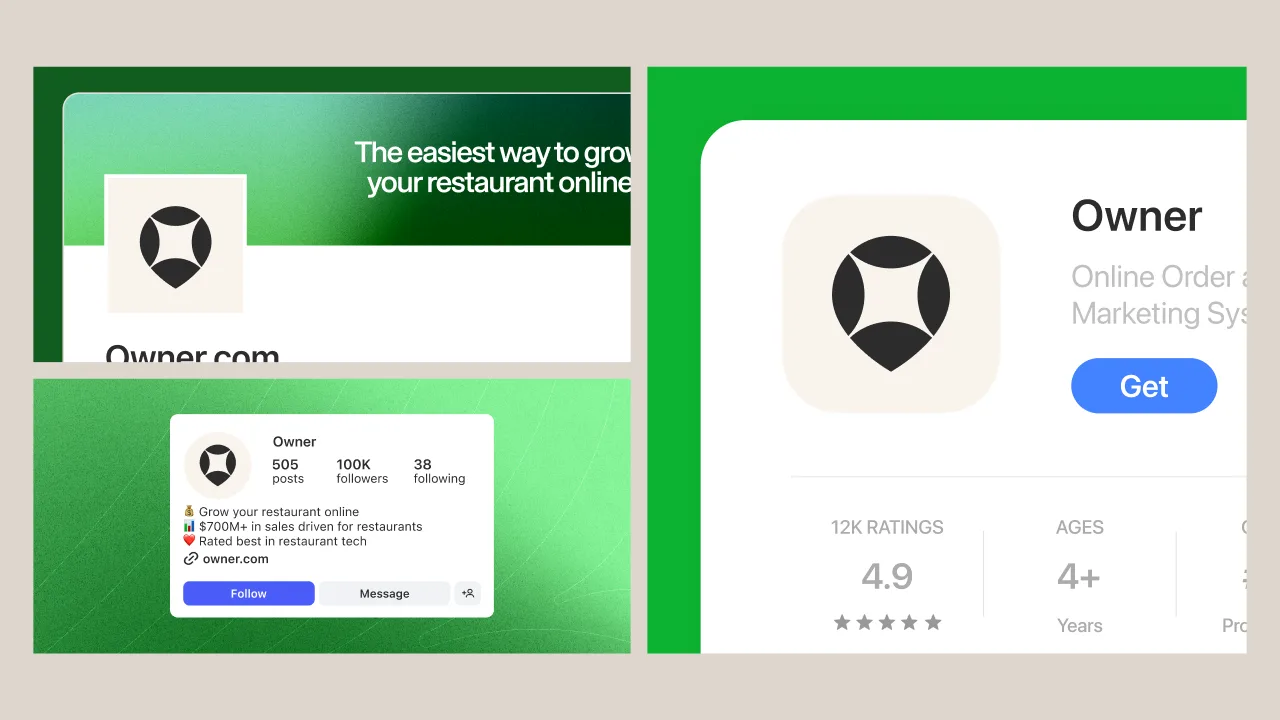 The easiest way to grow
your restaurant online
Owner.com
Owner
505
posts
100K
followers
38
following
💰 Grow your restaurant online
📊 $700M+ in sales driven for restaurants
❤️ Rated best in restaurant tech
owner.com
Follow
Message
Owner
Online Order a
Marketing Sys
Get
12K RATINGS
4.9
★★★★★
AGES
4+
Years
Pro